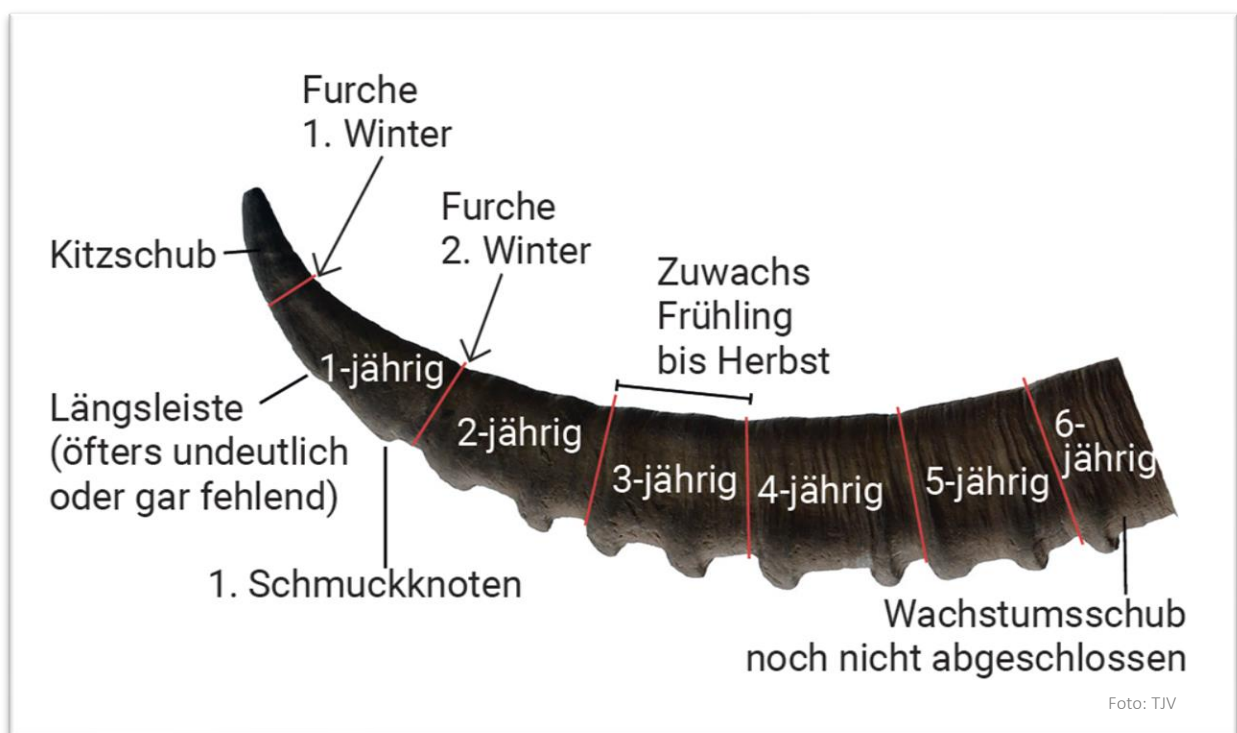 Furche
1. Winter
Furche
2. Winter
Kitzschub
Zuwachs
Frühling
bis Herbst
1-jährig
Längsleiste
(öfters undeutlich
oder gar fehlend)
2-jährig
3-jährig
4-jährig
5-jährig
6-
jährig
1. Schmuckknoten
Wachstumsschub
noch nicht abgeschlossen
Foto: TJV